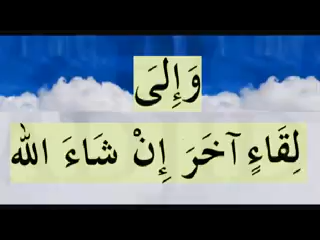 وَإِلَى
لِقَاءٍ آخَرَ إِنْ شَاءَ الله